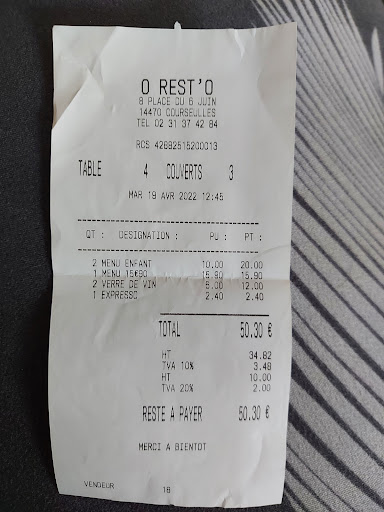 O REST'O
8 PLACE DU 6 JUIN
14470 COURSEULLES
TEL 02 31 37 42 84
RCS 42892515200013
TABLE 4 COUVERTS 3
MAR 19 AVR 2022 12:45
QT : DESIGNATION : PU : PT :
2 MENU ENFANT 10.00 20.00
1 MENU 15€90 15.90 15.90
2 VERRE DE VIN 6.00 12.00
1 EXPRESSO 2.40 2.40
TOTAL 50.30 €
HT 34.82
TVA 10% 3.48
HT 10.00
TVA 20% 2.00
RESTE A PAYER 50.30 €
MERCI A BIENTOT
VENDEUR 16